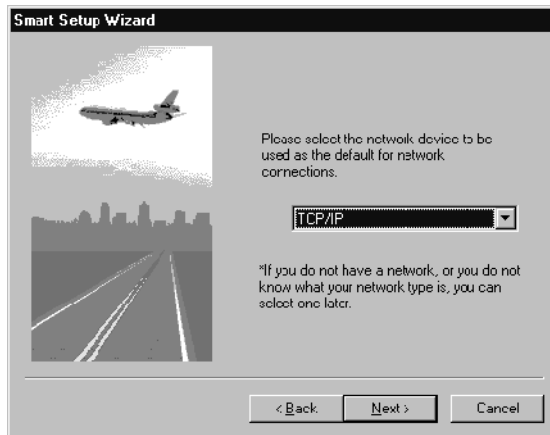 Smart Setup Wizard
Please select the network device to be
used as the default for network
connections.
TCP/IP
*If you do not have a network, or you do not
know what your network type is, you can
select one later.
< Back
Next >
Cancel